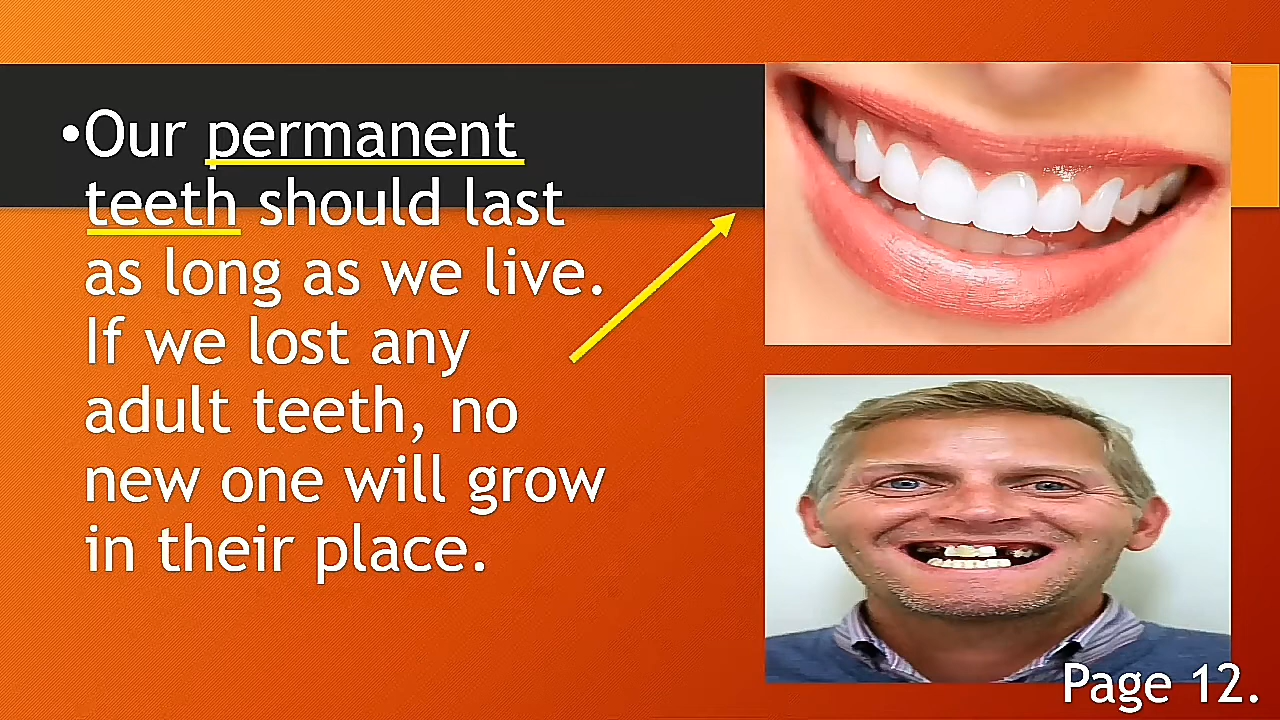 •Our permanent
teeth should last
as long as we live.
If we lost any
adult teeth, no
new one will grow
in their place.
Page 12.